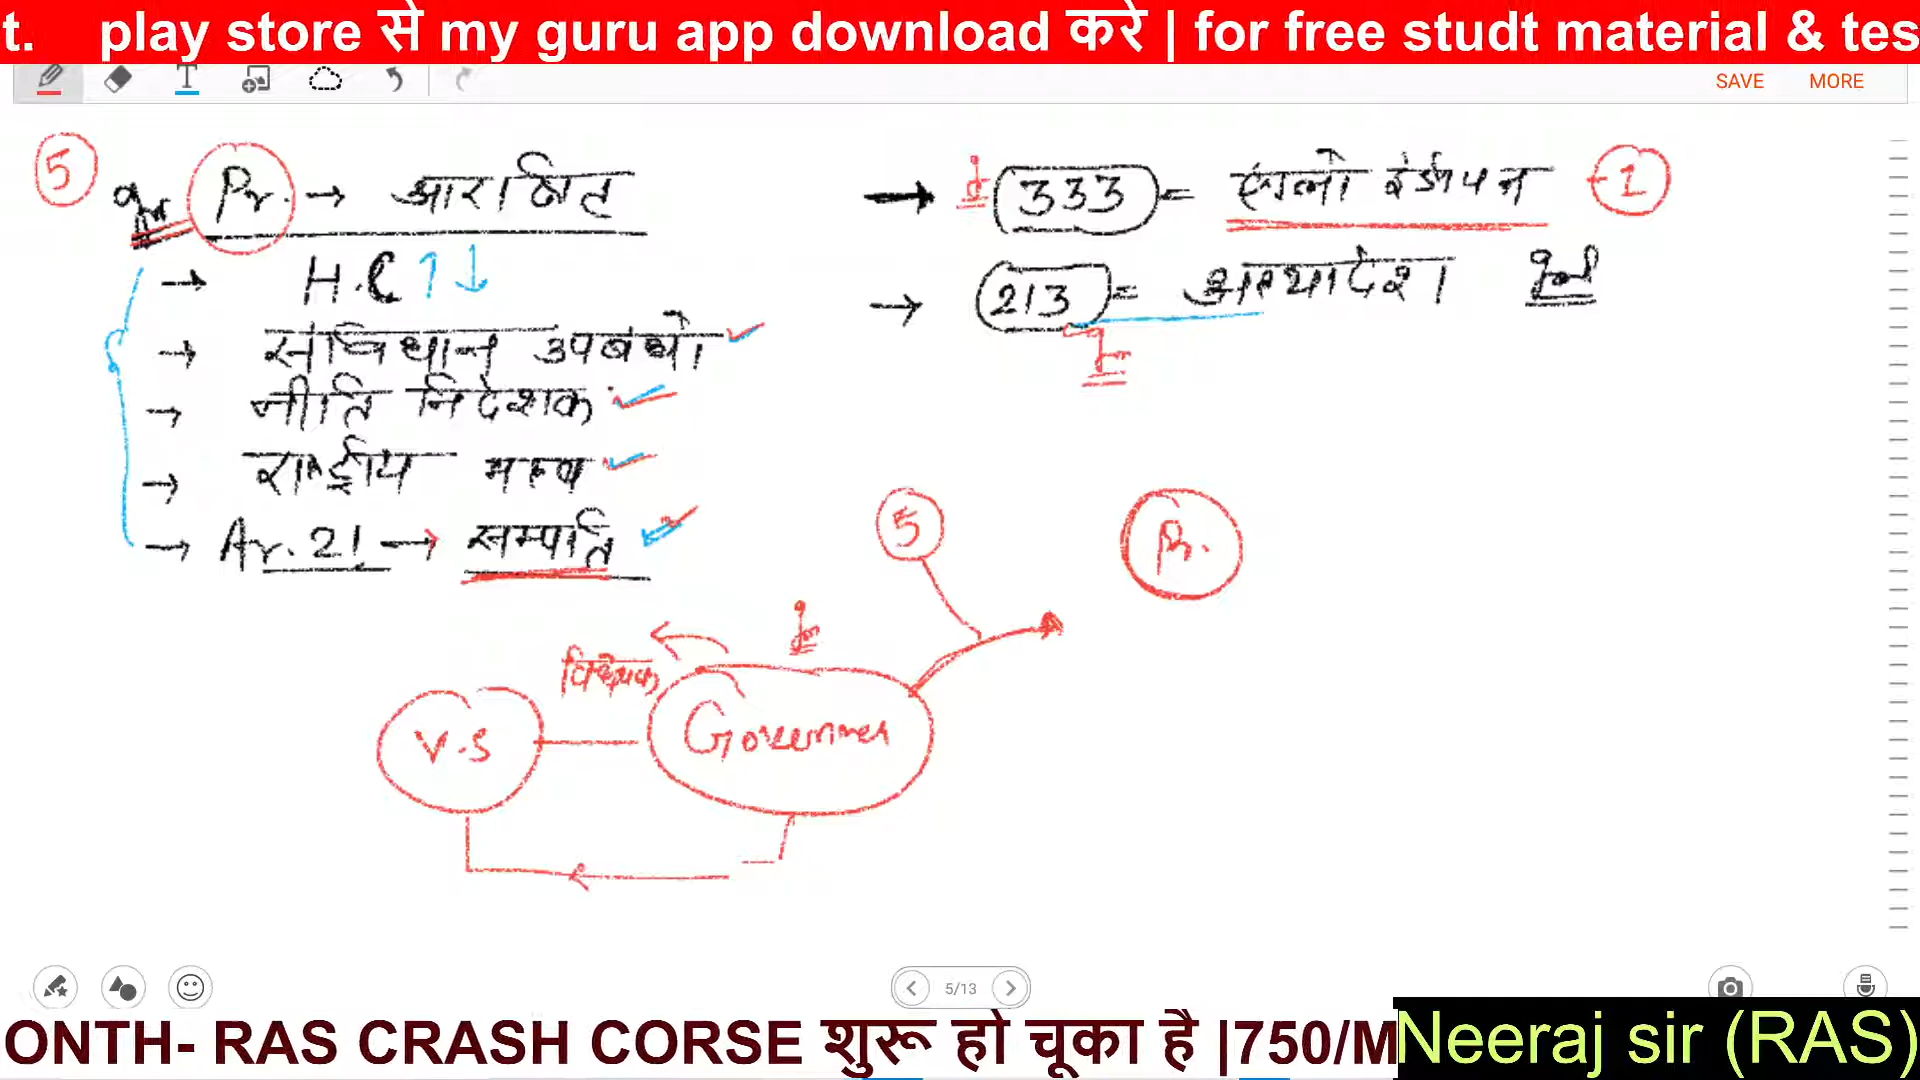 t. play store से my guru app download करे | for free studt material & tes
T
SAVE MORE
5
Pr. → आरक्षित
→ H.C ↑↓
→ संविधान उपबंधो
→ नीति निदेशक
→ राष्ट्रीय महत्व
→ Ar. 21 → सम्पति
→ 333 = एंग्लो इंडियन 1
→ 213 = अध्यादेश।
5
Pr.
विधेयक
V.S
Governmer
5/13
ONTH- RAS CRASH CORSE शुरू हो चूका है |750/M
Neeraj sir (RAS)